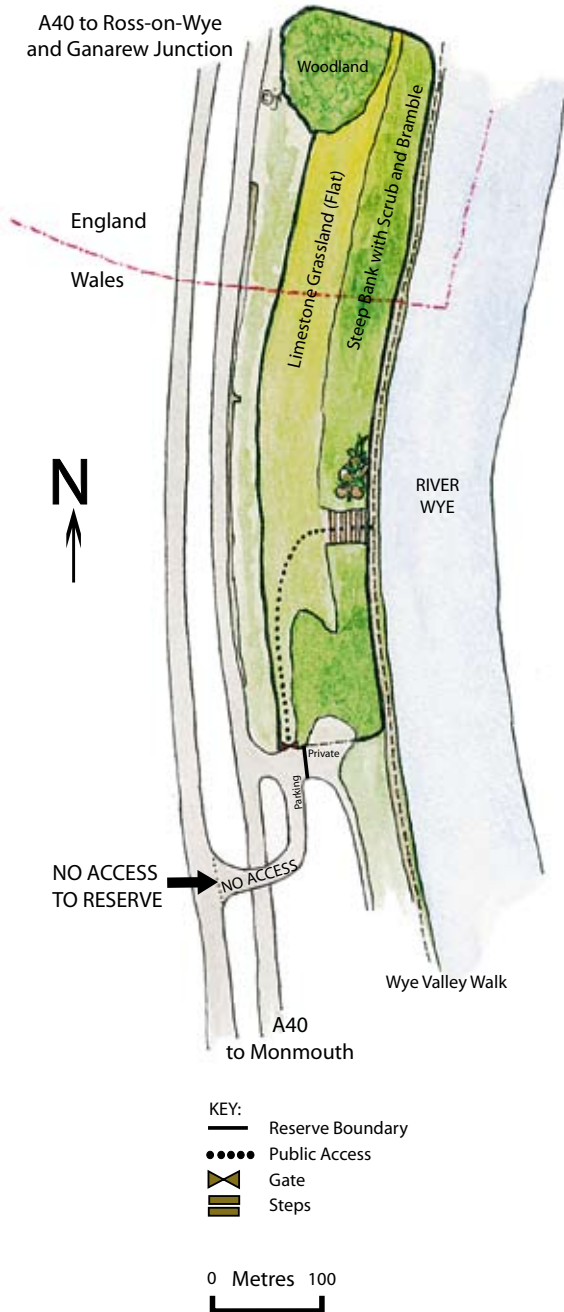 A40 to Ross-on-Wye
and Ganarew Junction
Woodland
Steep Bank with Scrub and Bramble
England
Limestone Grassland (Flat)
Wales
N
RIVER
WYE
Private
Parking
NO ACCESS
TO RESERVE
NO ACCESS
Wye Valley Walk
A40
to Monmouth
KEY:
Reserve Boundary
Public Access
Gate
Steps
0 Metres 100